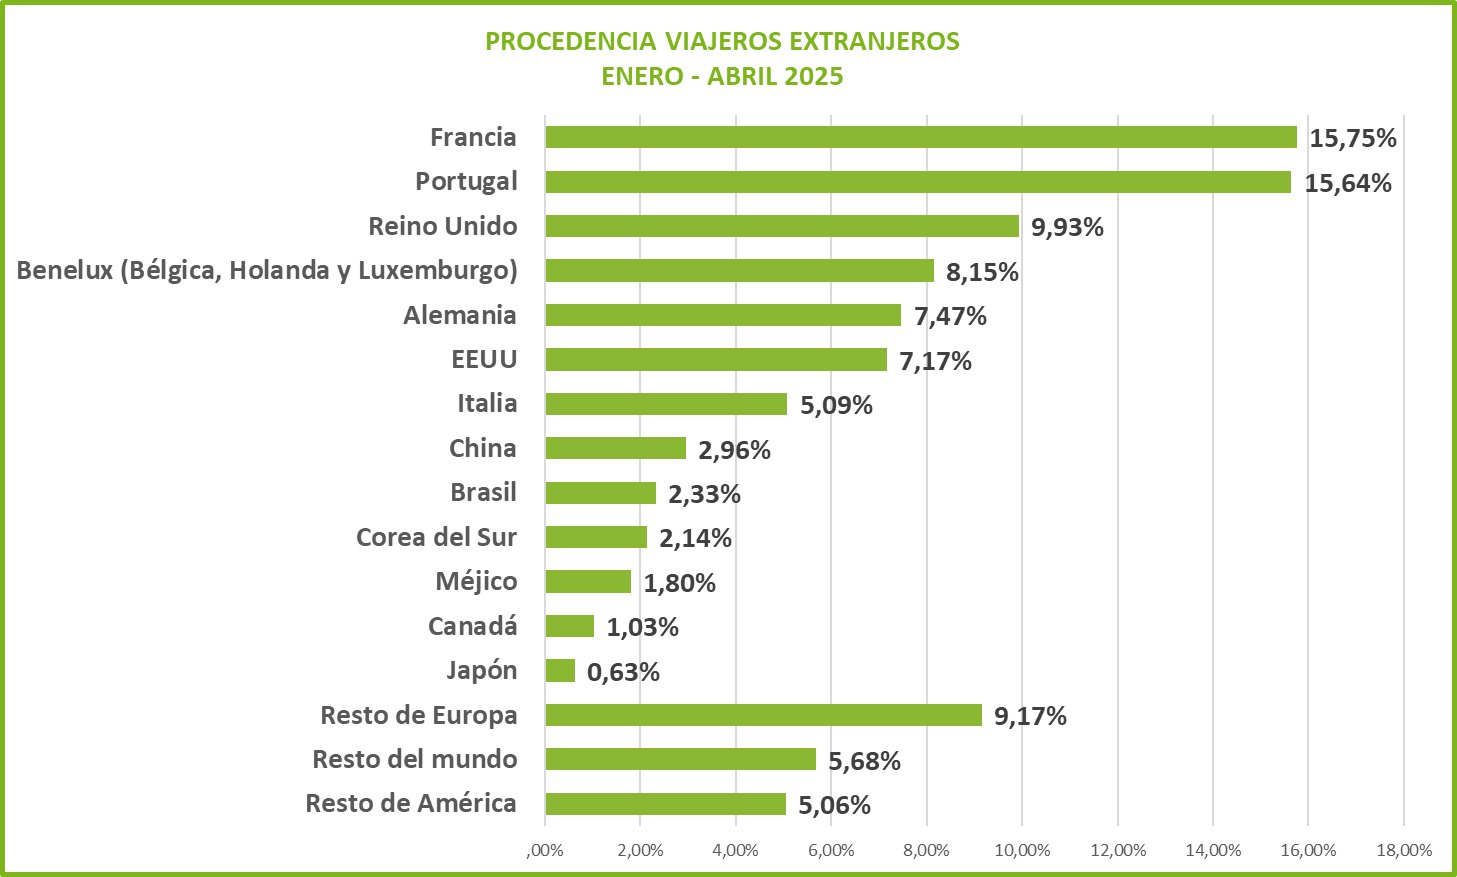 PROCEDENCIA VIAJEROS EXTRANJEROS
ENERO - ABRIL 2025
Francia 15,75%
Portugal 15,64%
Reino Unido 9,93%
Benelux (Bélgica, Holanda y Luxemburgo) 8,15%
Alemania 7,47%
EEUU 7,17%
Italia 5,09%
China 2,96%
Brasil 2,33%
Corea del Sur 2,14%
Méjico 1,80%
Canadá 1,03%
Japón 0,63%
Resto de Europa 9,17%
Resto del mundo 5,68%
Resto de América 5,06%
,00% 2,00% 4,00% 6,00% 8,00% 10,00% 12,00% 14,00% 16,00% 18,00%